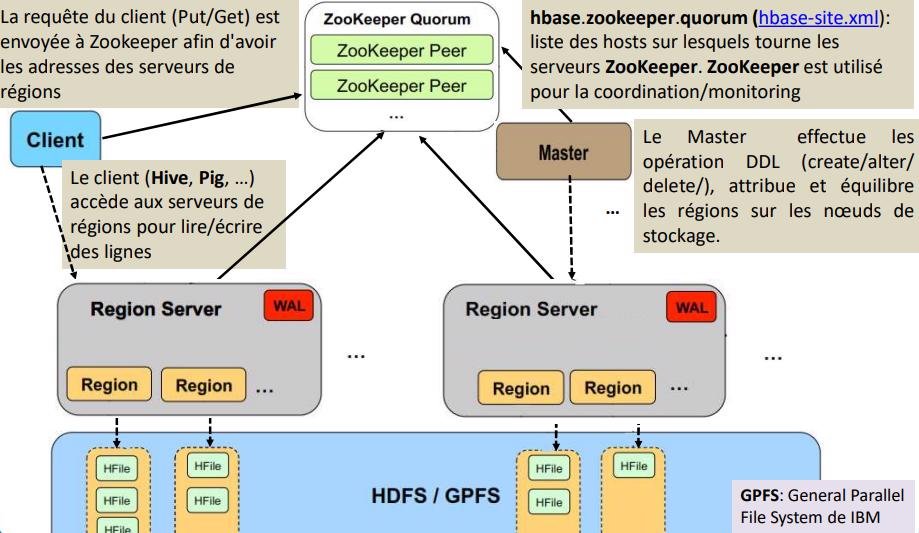 La requête du client (Put/Get) est
envoyée à Zookeeper afin d'avoir
les adresses des serveurs de
régions
ZooKeeper Quorum
ZooKeeper Peer
ZooKeeper Peer
...
hbase.zookeeper.quorum (hbase-site.xml):
liste des hosts sur lesquels tourne les
serveurs ZooKeeper. ZooKeeper est utilisé
pour la coordination/monitoring
Client
Master
Le Master effectue les
opération DDL (create/alter/
delete/), attribue et équilibre
les régions sur les nœuds de
stockage.
...
Le client (Hive, Pig, ...)
accède aux serveurs de
régions pour lire/écrire
des lignes
Region Server
WAL
Region
Region
...
...
Region Server
WAL
Region
Region
...
...
HDFS / GPFS
HFile
HFile
HFile
HFile
HFile
HFile
HFile
HFile
GPFS: General Parallel
File System de IBM